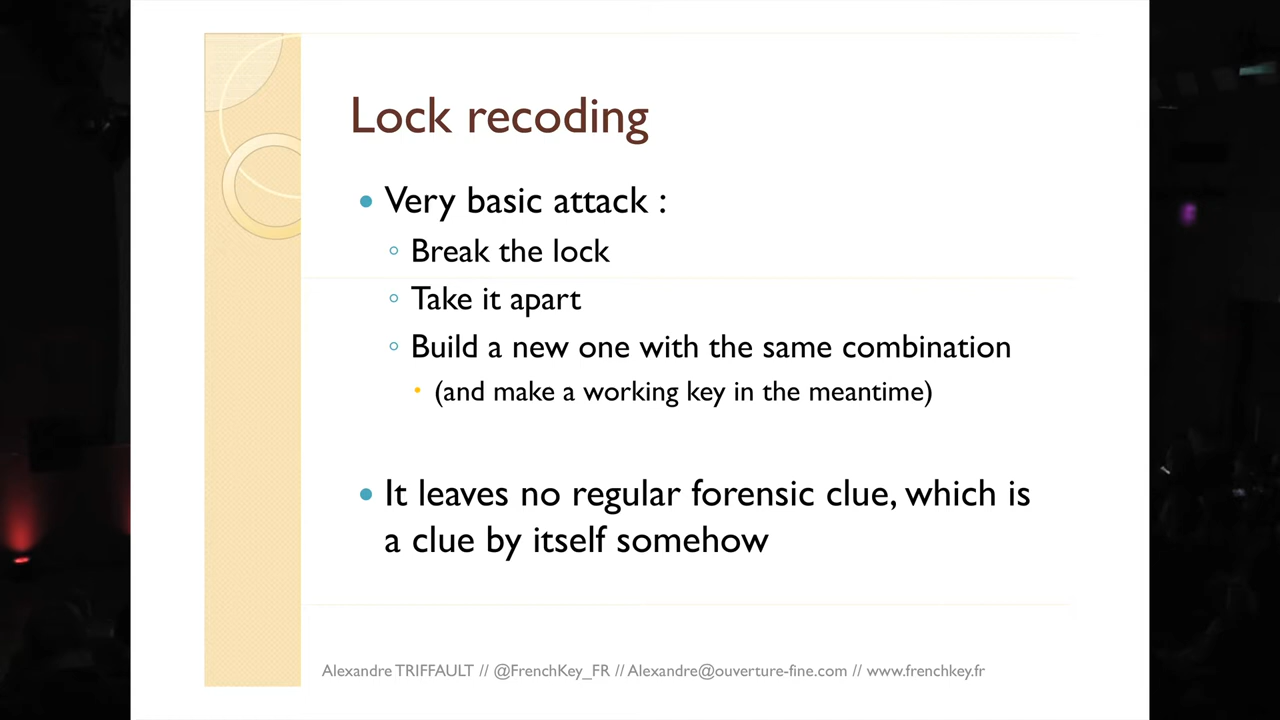 Lock recoding
Very basic attack :
Break the lock
Take it apart
Build a new one with the same combination
(and make a working key in the meantime)
It leaves no regular forensic clue, which is
a clue by itself somehow
Alexandre TRIFFAULT // @FrenchKey_FR // Alexandre@ouverture-fine.com // www.frenchkey.fr